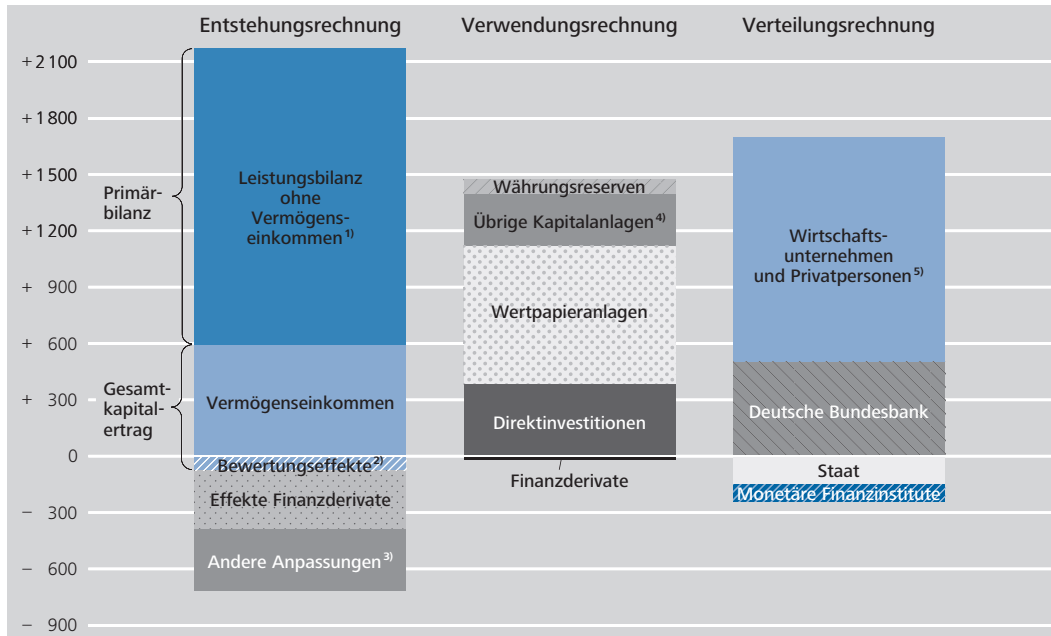 Entstehungsrechnung
Verwendungsrechnung
Verteilungsrechnung
+ 2 100
+ 1 800
+ 1 500
+ 1 200
+ 900
+ 600
+ 300
0
− 300
− 600
− 900
Primär-
bilanz
Gesamt-
kapital-
ertrag
Leistungsbilanz
ohne
Vermögens-
einkommen 1)
Vermögenseinkommen
Bewertungseffekte 2)
Effekte Finanzderivate
Andere Anpassungen 3)
Währungsreserven
Übrige Kapitalanlagen 4)
Wertpapieranlagen
Direktinvestitionen
Finanzderivate
Wirtschafts-
unternehmen
und Privatpersonen 5)
Deutsche Bundesbank
Staat
Monetäre Finanzinstitute